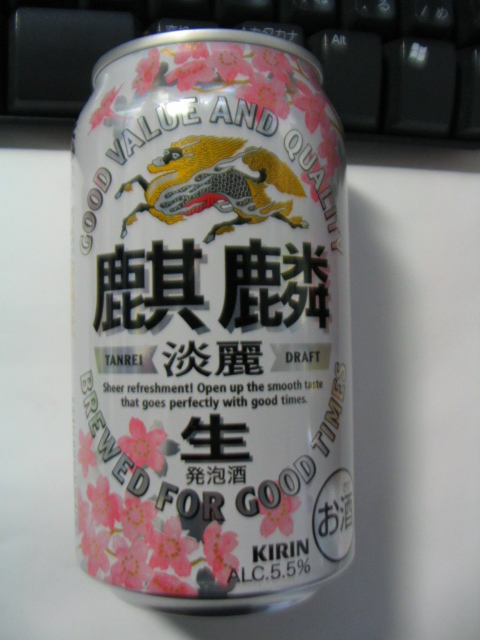 Alt
GOOD VALUE AND QUALITY
麒麟
TANREI 淡麗 DRAFT
Sheer refreshment! Open up the smooth taste
that goes perfectly with good times.
生
発泡酒
BREWED FOR GOOD TIMES
お酒
KIRIN
ALC.5.5%